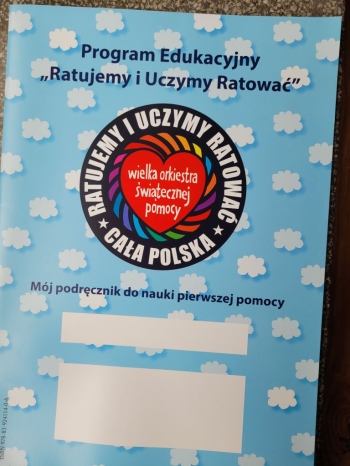 Program Edukacyjny
„Ratujemy i Uczymy Ratować”
RATUJEMY I UCZYMY RATOWAĆ
wielka orkiestra
świątecznej
pomocy
★ CAŁA POLSKA ★
Mój podręcznik do nauki pierwszej pomocy